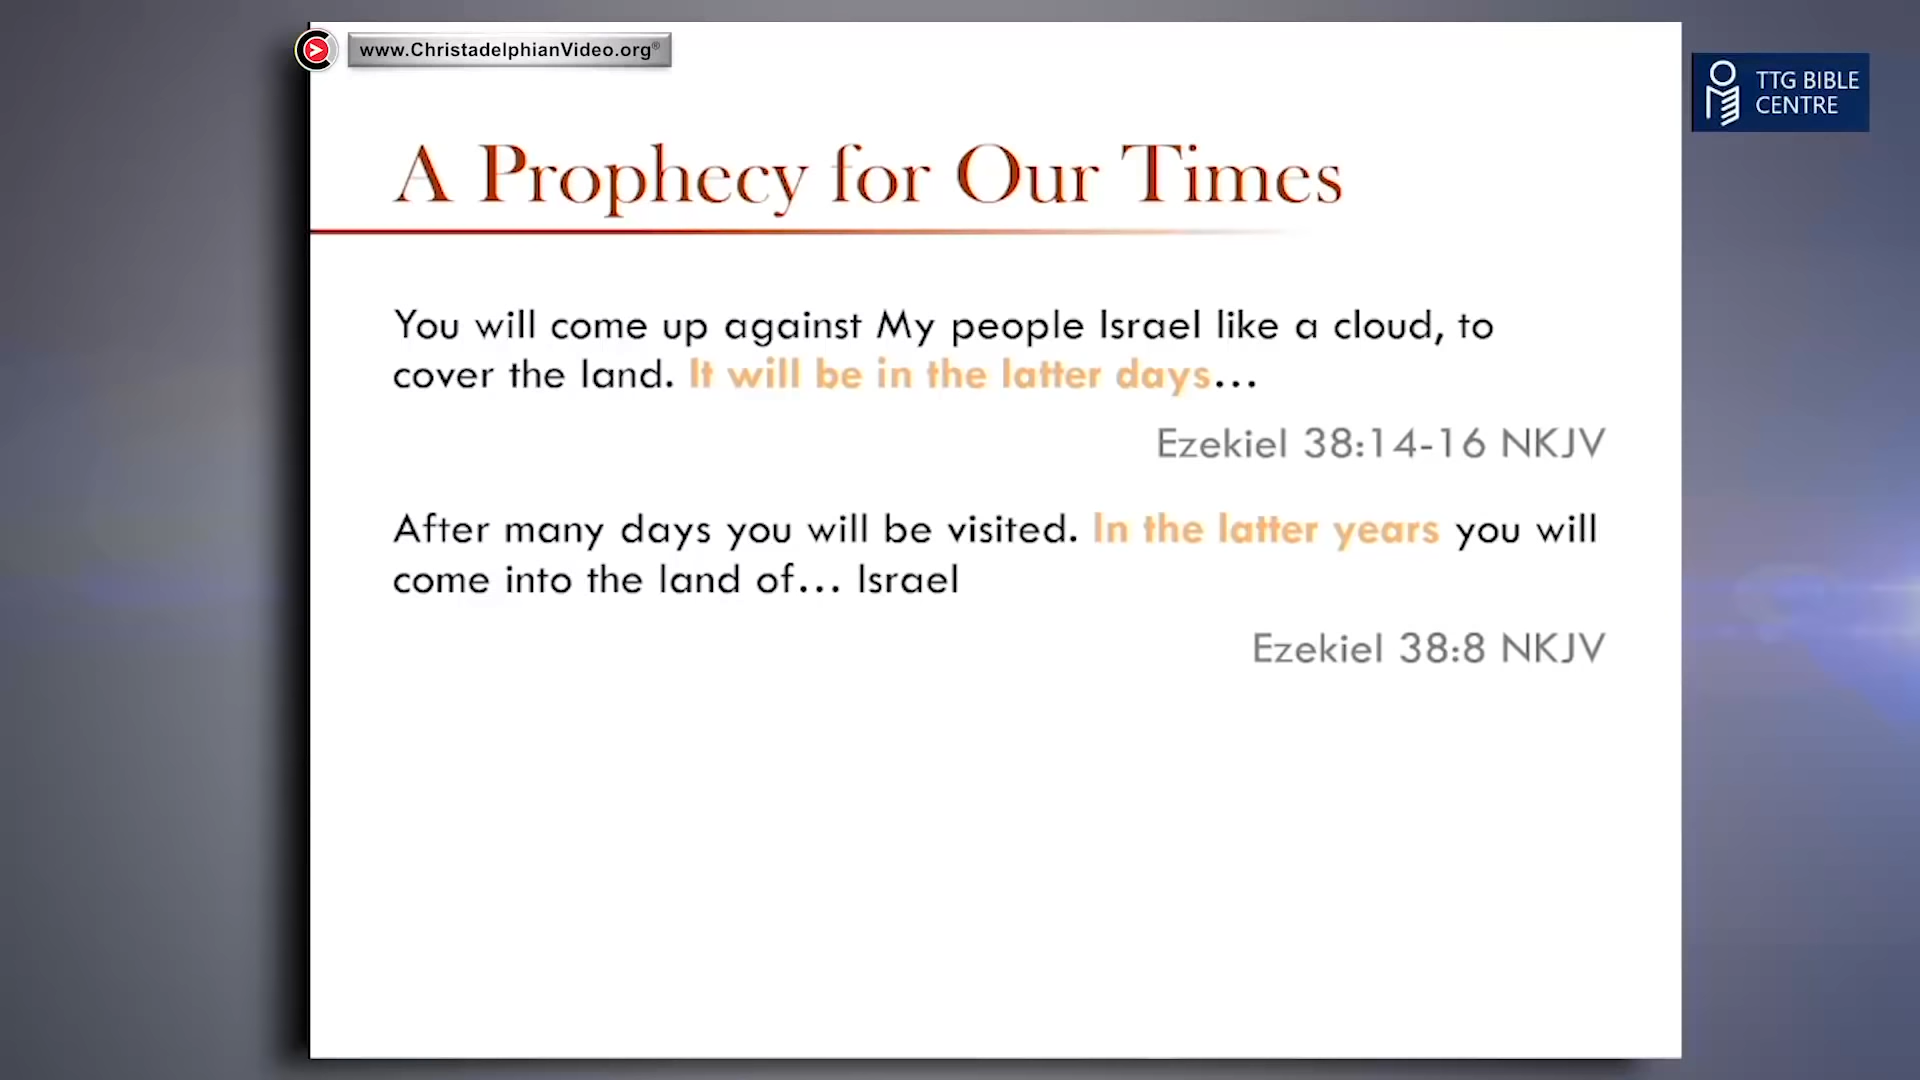 www.ChristadelphianVideo.org®
TTG BIBLE
CENTRE
A Prophecy for Our Times
You will come up against My people Israel like a cloud, to
cover the land. It will be in the latter days...
Ezekiel 38:14-16 NKJV
After many days you will be visited. In the latter years you will
come into the land of... Israel
Ezekiel 38:8 NKJV